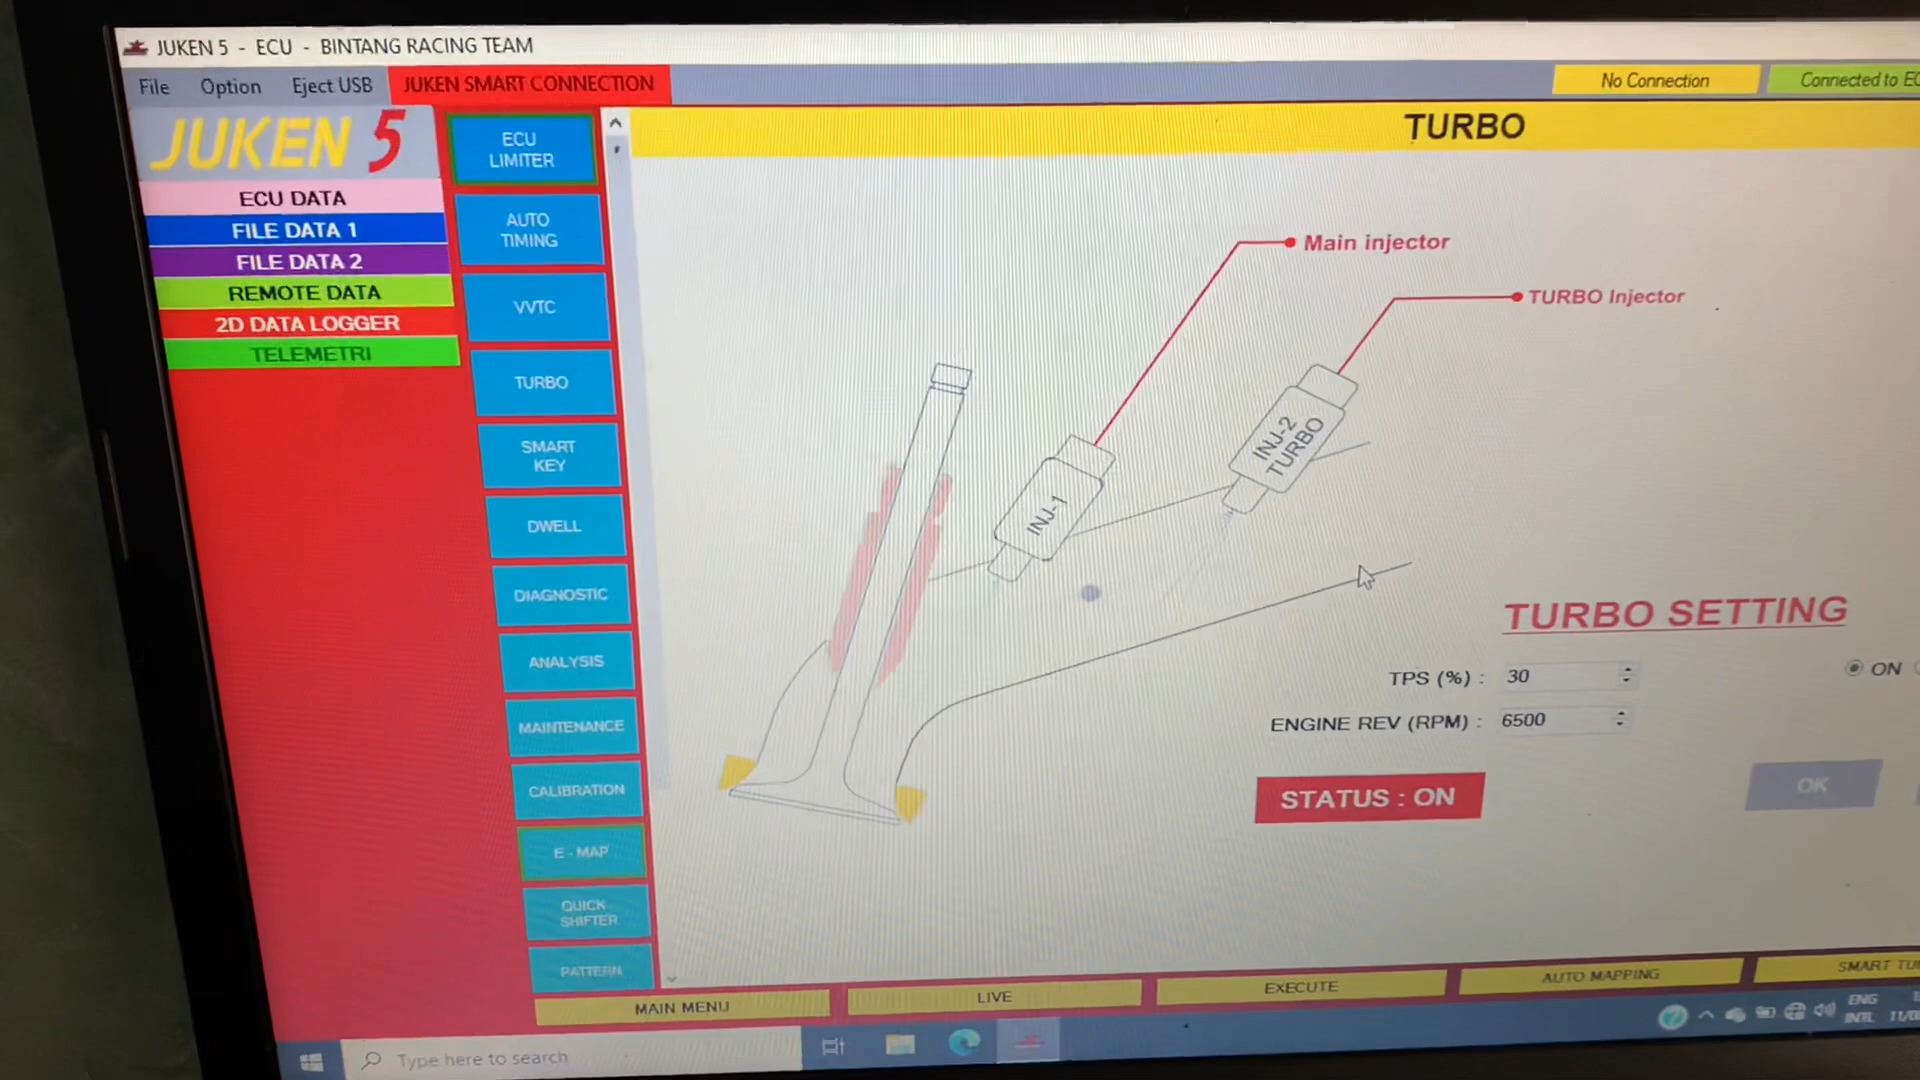 JUKEN 5 - ECU - BINTANG RACING TEAM
File Option Eject USB JUKEN SMART CONNECTION
No Connection
Connected to
JUKEN 5
ECU DATA
FILE DATA 1
FILE DATA 2
REMOTE DATA
2D DATA LOGGER
TELEMETRI
ECU
LIMITER
AUTO
TIMING
VVTC
TURBO
SMART
KEY
DWELL
DIAGNOSTIC
ANALYSIS
MAINTENANCE
CALIBRATION
E - MAP
QUICK
SHIFTER
PATTERN
TURBO
Main injector
TURBO Injector
INJ-1
INJ-2
TURBO
TURBO SETTING
TPS (%) : 30
ON
ENGINE REV (RPM) : 6500
STATUS : ON
OK
MAIN MENU
LIVE
EXECUTE
AUTO MAPPING
SMART
Type here to search
ENG
INTL